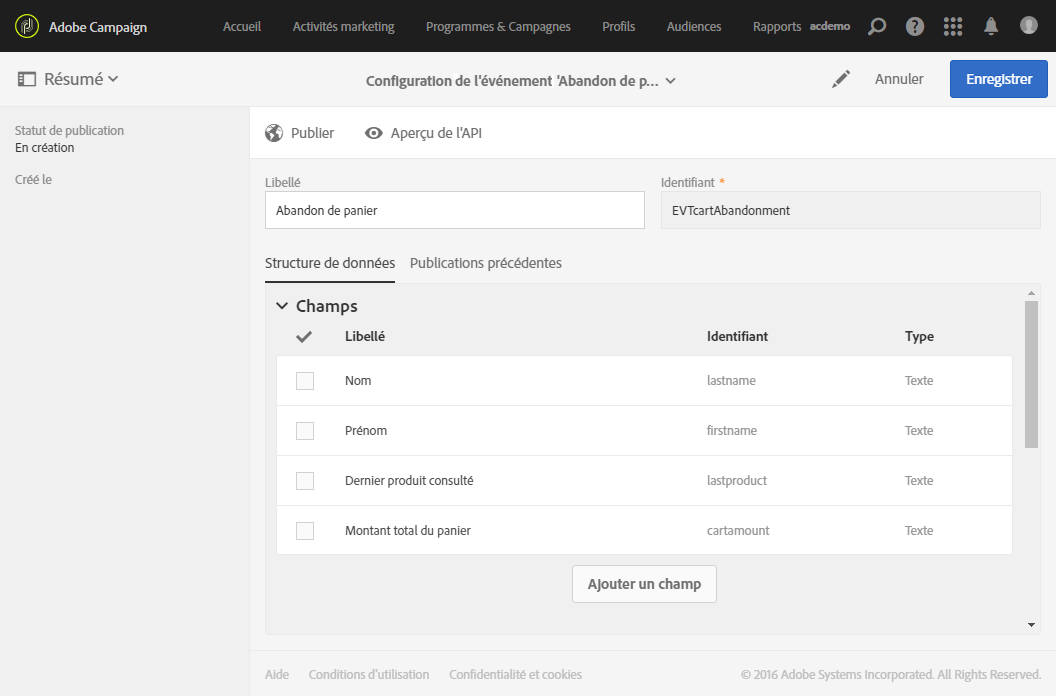 Adobe Campaign Accueil Activités marketing Programmes & Campagnes Profils Audiences Rapports acdemo
Résumé Configuration de l'événement 'Abandon de p... Annuler Enregistrer
Statut de publication
En création
Créé le
Publier Aperçu de l'API
Libellé Identifiant *
Abandon de panier EVTcartAbandonment
Structure de données Publications précédentes
Champs
Libellé Identifiant Type
Nom lastname Texte
Prénom firstname Texte
Dernier produit consulté lastproduct Texte
Montant total du panier cartamount Texte
Ajouter un champ
Aide Conditions d'utilisation Confidentialité et cookies © 2016 Adobe Systems Incorporated. All Rights Reserved.